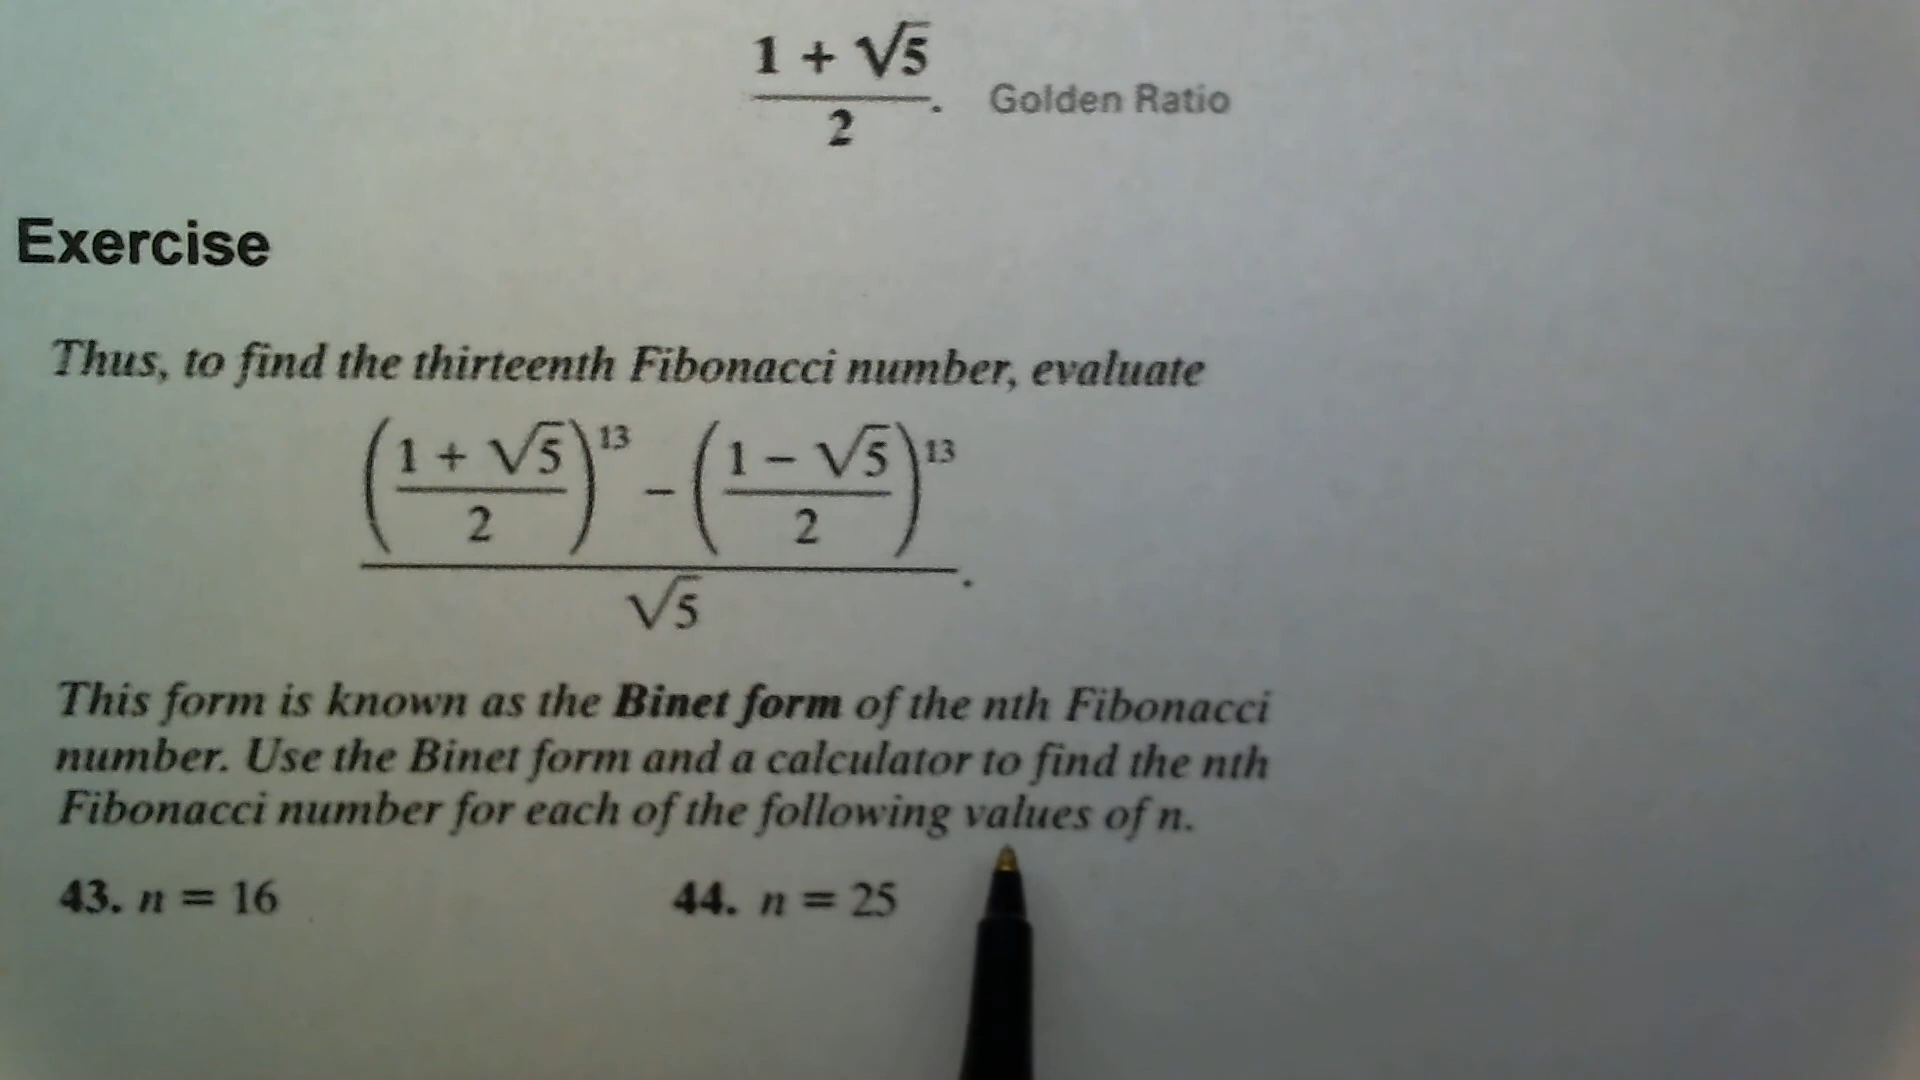 1 + √5
2 . Golden Ratio
Exercise
Thus, to find the thirteenth Fibonacci number, evaluate
(1 + √5 / 2)^13 − (1 − √5 / 2)^13
√5 .
This form is known as the Binet form of the nth Fibonacci
number. Use the Binet form and a calculator to find the nth
Fibonacci number for each of the following values of n.
43. n = 16 44. n = 25